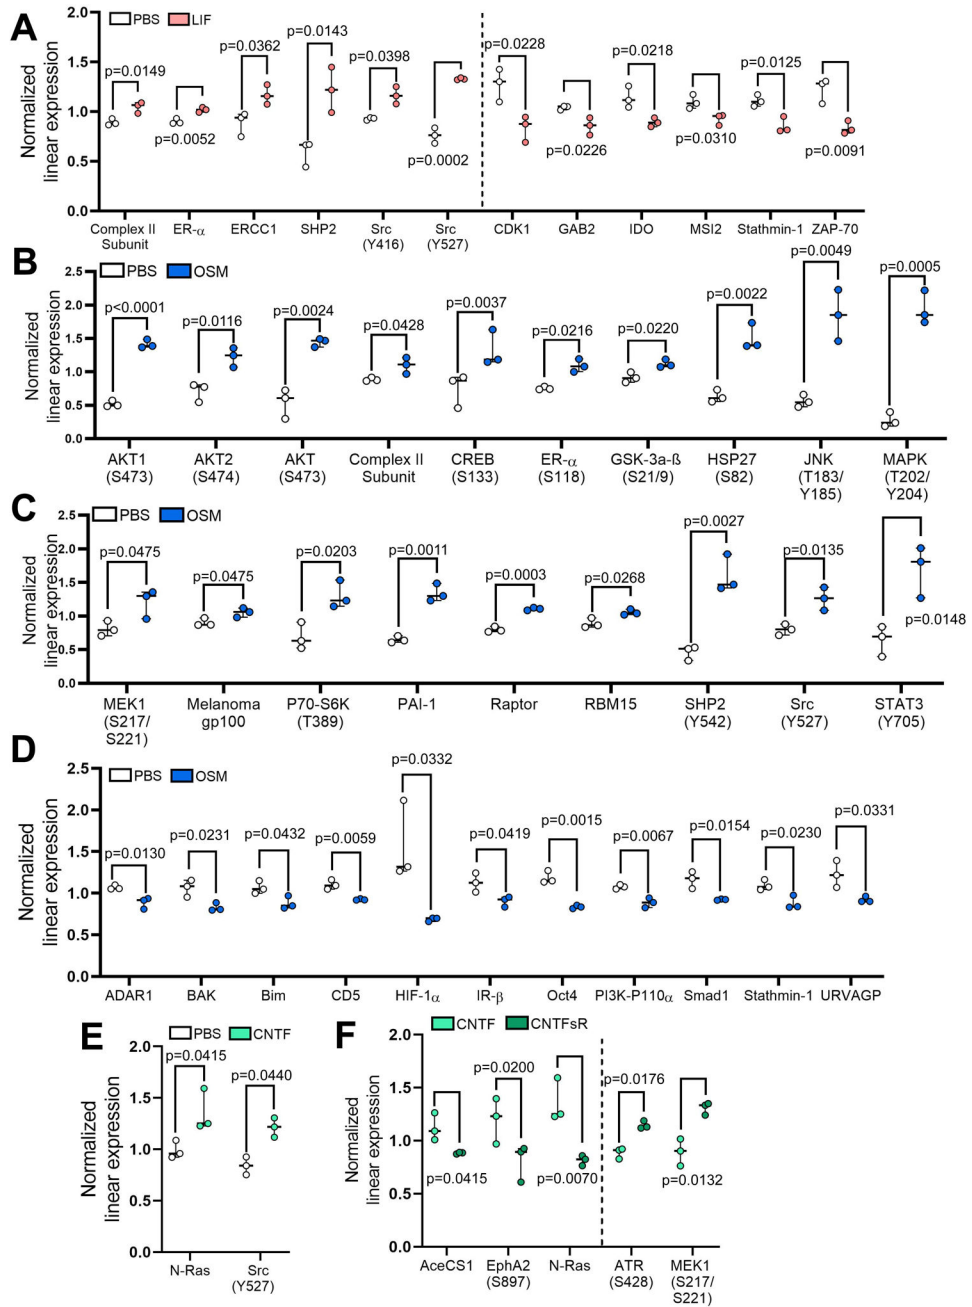 A
PBS LIF
Normalized
linear expression
2.0
1.5
1.0
0.5
0.0
p=0.0149
p=0.0052
p=0.0362
p=0.0143
p=0.0398
p=0.0002
p=0.0228
p=0.0226
p=0.0218
p=0.0310
p=0.0125
p=0.0091
Complex II
Subunit
ER-α
ERCC1
SHP2
Src
(Y416)
Src
(Y527)
CDK1
GAB2
IDO
MSI2
Stathmin-1
ZAP-70
B
PBS OSM
Normalized
linear expression
2.5
2.0
1.5
1.0
0.5
0.0
p<0.0001
p=0.0116
p=0.0024
p=0.0428
p=0.0037
p=0.0216
p=0.0220
p=0.0022
p=0.0049
p=0.0005
AKT1
(S473)
AKT2
(S474)
AKT
(S473)
Complex II
Subunit
CREB
(S133)
ER-α
(S118)
GSK-3a-ß
(S21/9)
HSP27
(S82)
JNK
(T183/
Y185)
MAPK
(T202/
Y204)
C
PBS OSM
Normalized
linear expression
2.5
2.0
1.5
1.0
0.5
0.0
p=0.0475
p=0.0475
p=0.0203
p=0.0011
p=0.0003
p=0.0268
p=0.0027
p=0.0135
p=0.0148
MEK1
(S217/
S221)
Melanoma
gp100
P70-S6K
(T389)
PAI-1
Raptor
RBM15
SHP2
(Y542)
Src
(Y527)
STAT3
(Y705)
D
PBS OSM
Normalized
linear expression
2.5
2.0
1.5
1.0
0.5
0.0
p=0.0130
p=0.0231
p=0.0432
p=0.0059
p=0.0332
p=0.0419
p=0.0015
p=0.0067
p=0.0154
p=0.0230
p=0.0331
ADAR1
BAK
Bim
CD5
HIF-1α
IR-β
Oct4
PI3K-P110α
Smad1
Stathmin-1
URVAGP
E
PBS CNTF
Normalized
linear expression
2.0
1.5
1.0
0.5
0.0
p=0.0415
p=0.0440
N-Ras
Src
(Y527)
F
CNTF CNTFsR
Normalized
linear expression
2.0
1.5
1.0
0.5
0.0
p=0.0415
p=0.0200
p=0.0070
p=0.0176
p=0.0132
AceCS1
EphA2
(S897)
N-Ras
ATR
(S428)
MEK1
(S217/
S221)